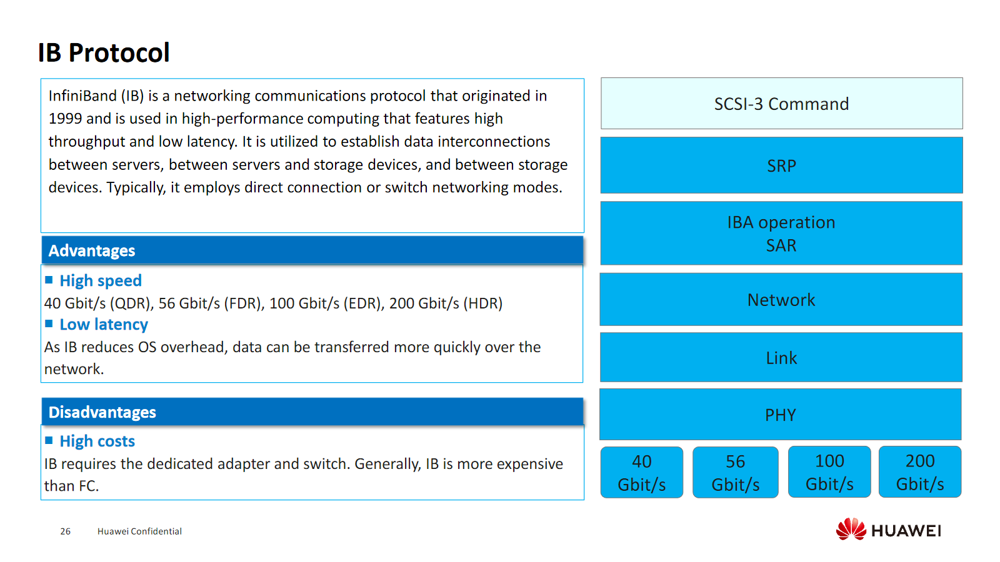 IB Protocol
InfiniBand (IB) is a networking communications protocol that originated in
1999 and is used in high-performance computing that features high
throughput and low latency. It is utilized to establish data interconnections
between servers, between servers and storage devices, and between storage
devices. Typically, it employs direct connection or switch networking modes.
Advantages
High speed
40 Gbit/s (QDR), 56 Gbit/s (FDR), 100 Gbit/s (EDR), 200 Gbit/s (HDR)
Low latency
As IB reduces OS overhead, data can be transferred more quickly over the
network.
Disadvantages
High costs
IB requires the dedicated adapter and switch. Generally, IB is more expensive
than FC.
SCSI-3 Command
SRP
IBA operation
SAR
Network
Link
PHY
40
Gbit/s
56
Gbit/s
100
Gbit/s
200
Gbit/s
26
Huawei Confidential
HUAWEI